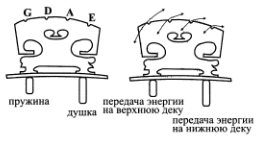 G D A E
пружина
душка
передача энергии
на верхнюю деку
передача энергии
на нижнюю деку